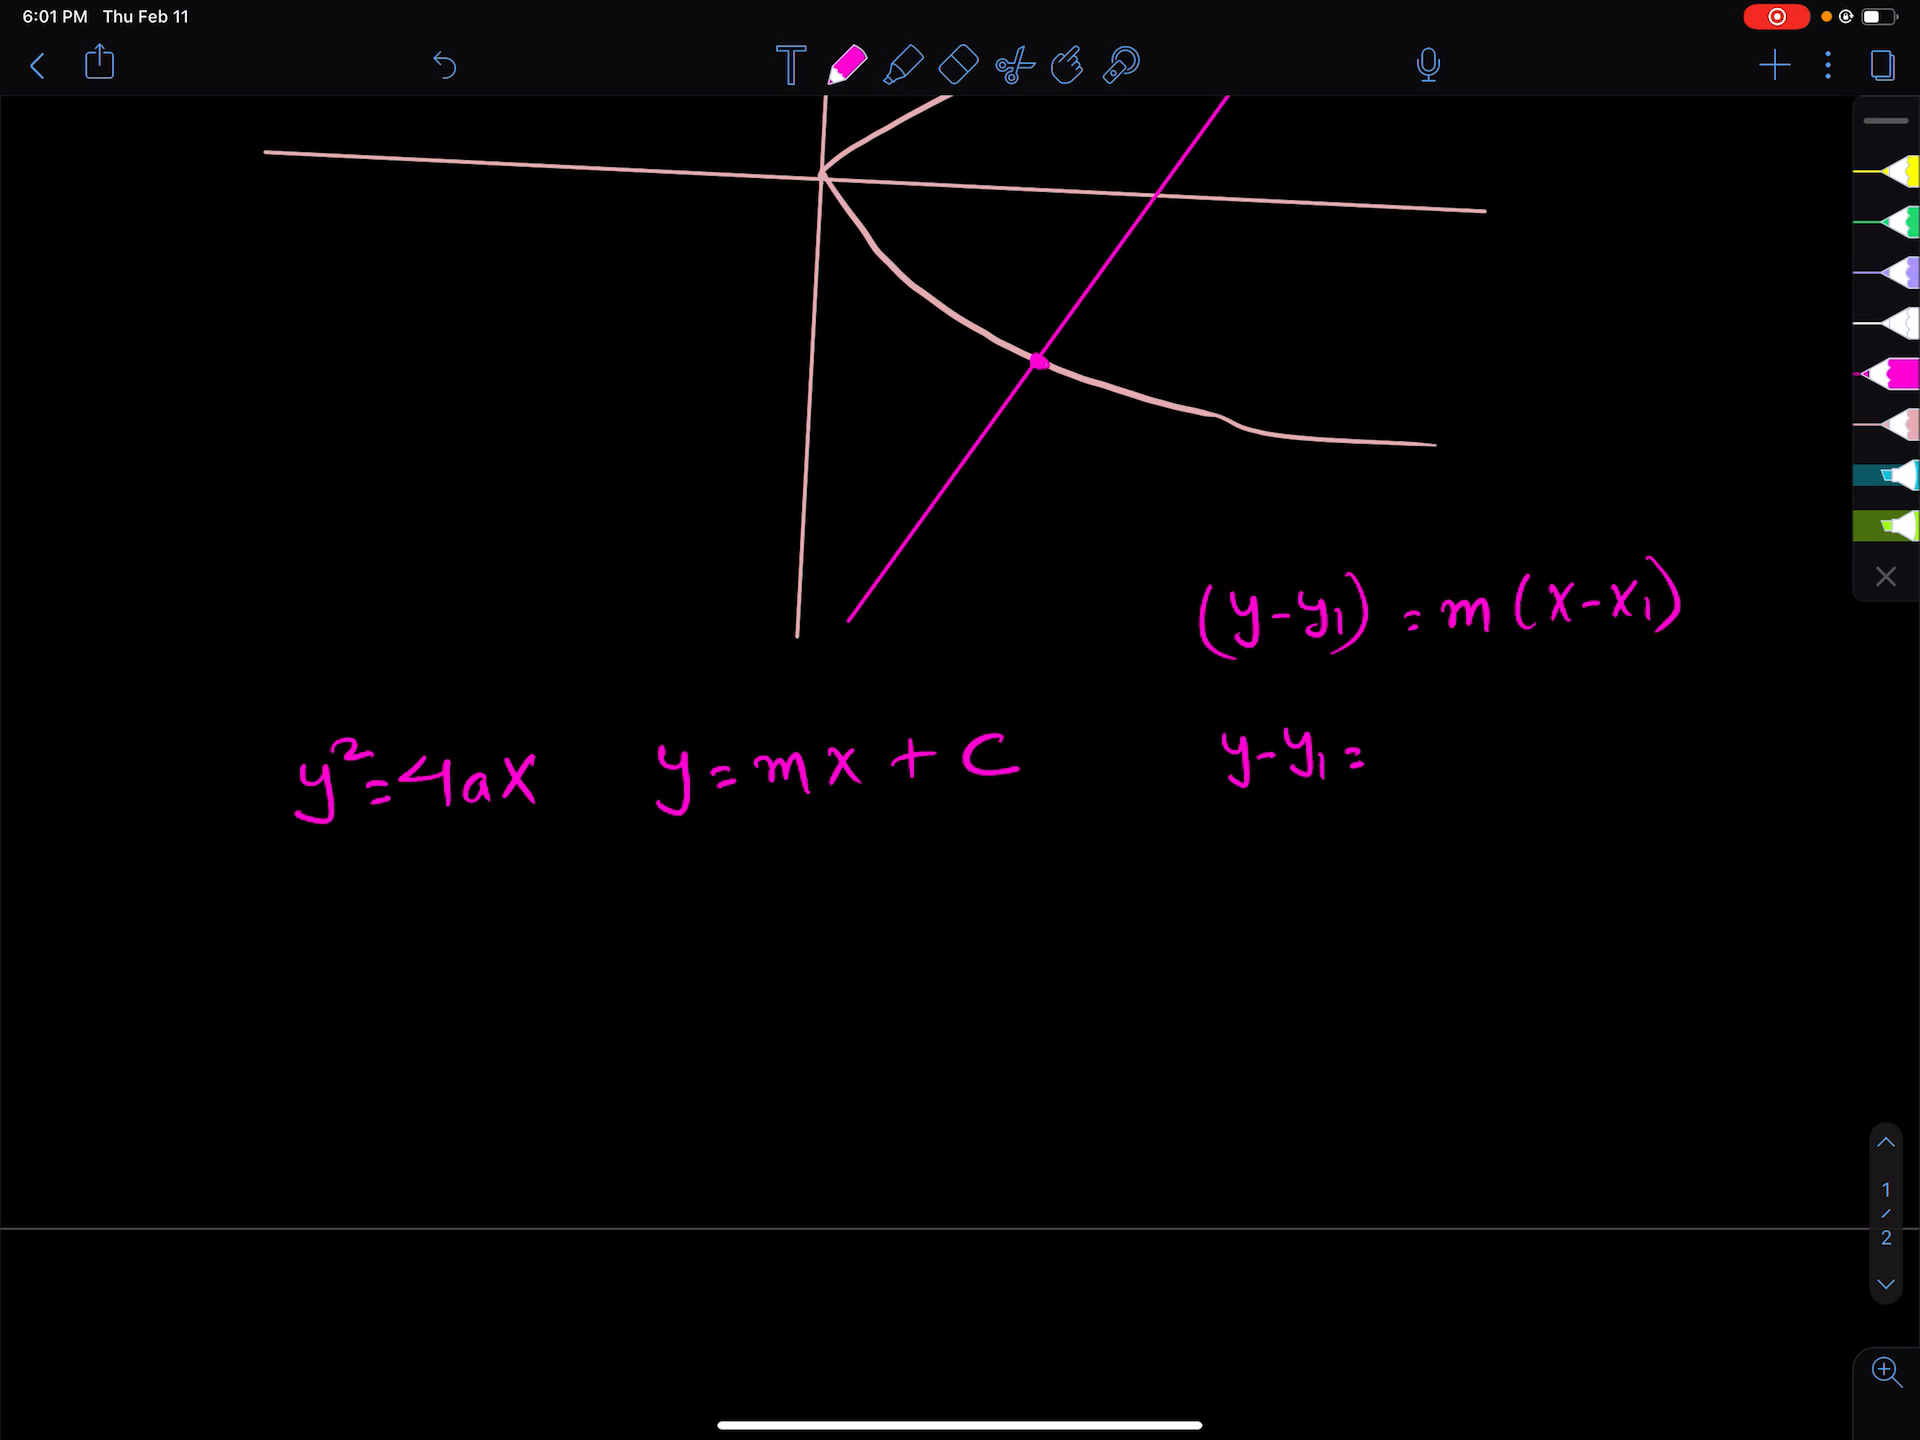 6:01 PM Thu Feb 11
(y-y₁) = m(x-x₁)
y²=4ax y=mx+c y-y₁=
1
/
2